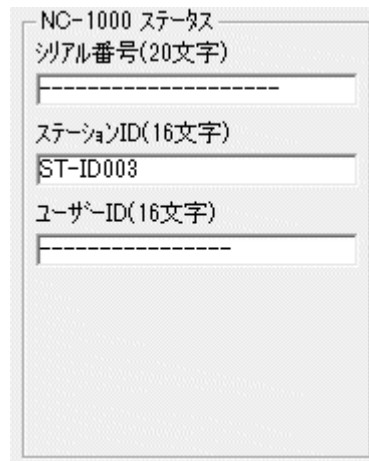 NC-1000 ステータス
シリアル番号(20文字)
--------------------
ステーションID(16文字)
ST-ID003
ユーザーID(16文字)
----------------